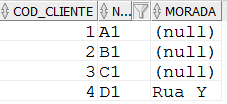 COD_CLIENTE N... MORADA
1 A1 (null)
2 B1 (null)
3 C1 (null)
4 D1 Rua Y